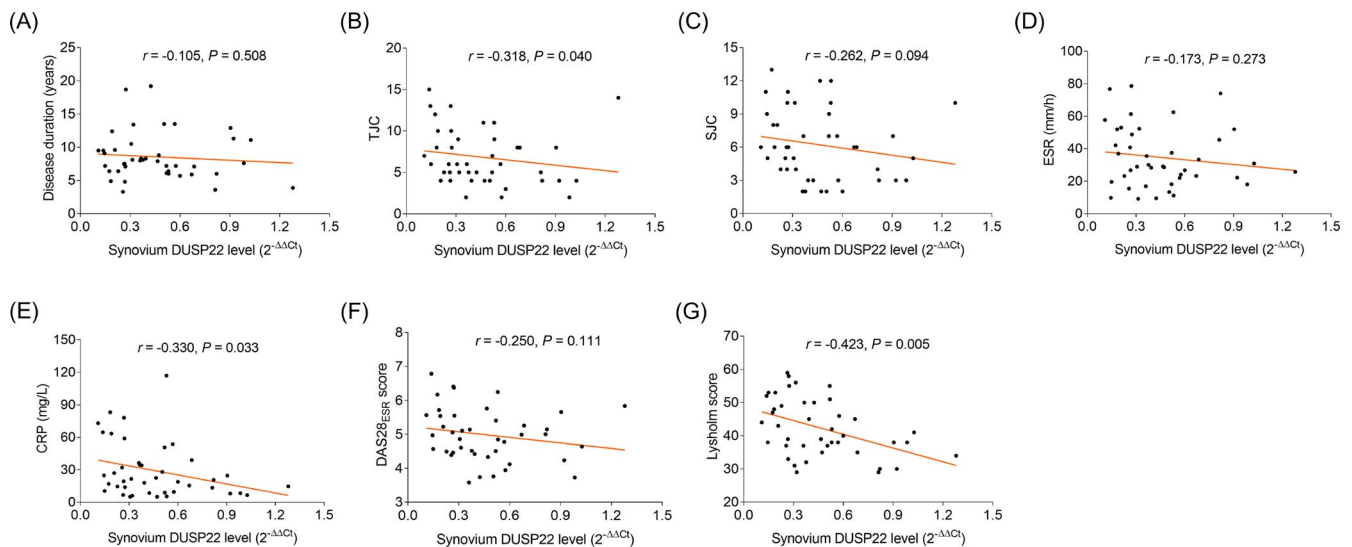 (A)
r = -0.105, P = 0.508
Disease duration (years)
25
20
15
10
5
0
0.0 0.3 0.6 0.9 1.2 1.5
Synovium DUSP22 level (2-ΔΔCt)
(B)
r = -0.318, P = 0.040
TJC
20
15
10
5
0
0.0 0.3 0.6 0.9 1.2 1.5
Synovium DUSP22 level (2-ΔΔCt)
(C)
r = -0.262, P = 0.094
SJC
15
12
9
6
3
0
0.0 0.3 0.6 0.9 1.2 1.5
Synovium DUSP22 level (2-ΔΔCt)
(D)
r = -0.173, P = 0.273
ESR (mm/h)
100
80
60
40
20
0
0.0 0.3 0.6 0.9 1.2 1.5
Synovium DUSP22 level (2-ΔΔCt)
(E)
r = -0.330, P = 0.033
CRP (mg/L)
150
120
90
60
30
0
0.0 0.3 0.6 0.9 1.2 1.5
Synovium DUSP22 level (2-ΔΔCt)
(F)
r = -0.250, P = 0.111
DAS28ESR score
8
7
6
5
4
3
0.0 0.3 0.6 0.9 1.2 1.5
Synovium DUSP22 level (2-ΔΔCt)
(G)
r = -0.423, P = 0.005
Lysholm score
70
60
50
40
30
20
0.0 0.3 0.6 0.9 1.2 1.5
Synovium DUSP22 level (2-ΔΔCt)